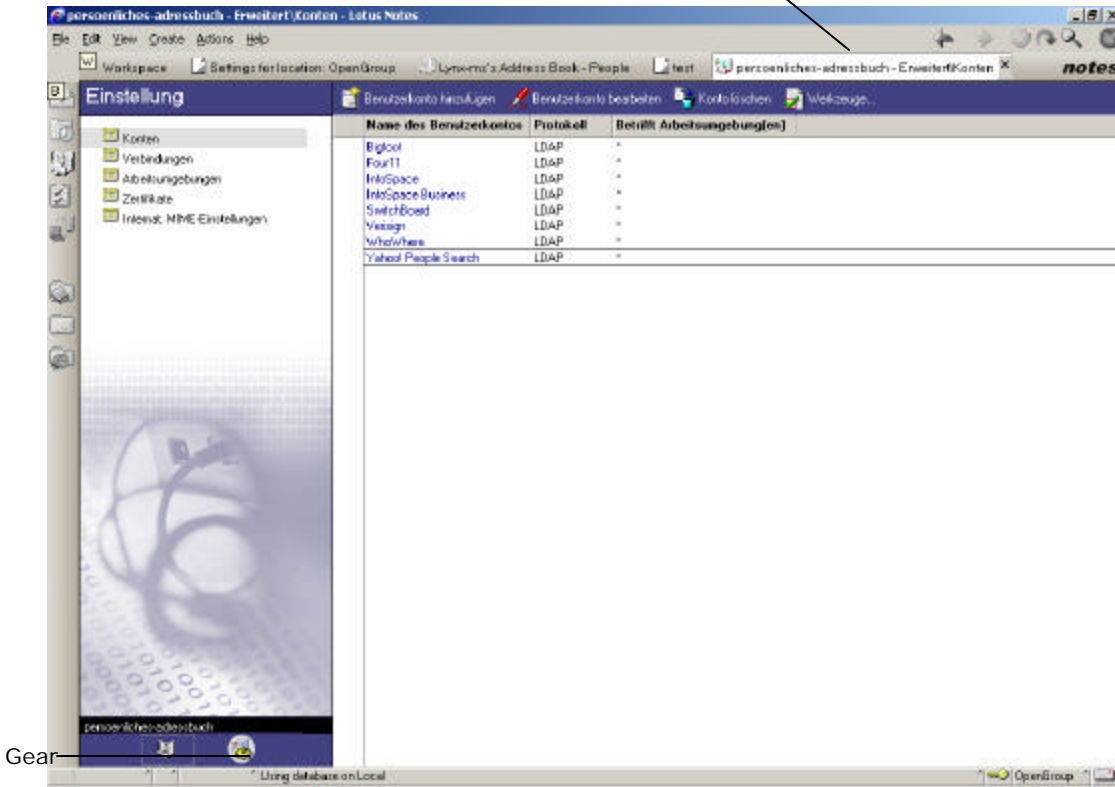 persoenliches-adressbuch - Erweitert\Konten - Lotus Notes
File Edit View Create Actions Help
Workspace Settings for location: OpenGroup Lynx-mx's Address Book - People test persoenliches-adressbuch - Erweitert\Konten notes
Einstellung Benutzerkonto hinzufügen Benutzerkonto bearbeiten Konto löschen Werkzeuge...
Name des Benutzerkontos Protokoll Betrifft Arbeitsumgebung[en]
Konten
Verbindungen
Arbeitsumgebungen
Zertifikate
Internat. MIME-Einstellungen
Bigfoot LDAP *
Four11 LDAP *
InfoSpace LDAP *
InfoSpace Business LDAP *
SwitchBoard LDAP *
Verisign LDAP *
WhoWhere LDAP *
Yahoo! People Search LDAP *
persoenliches-adressbuch
Gear
Using database on Local OpenGroup